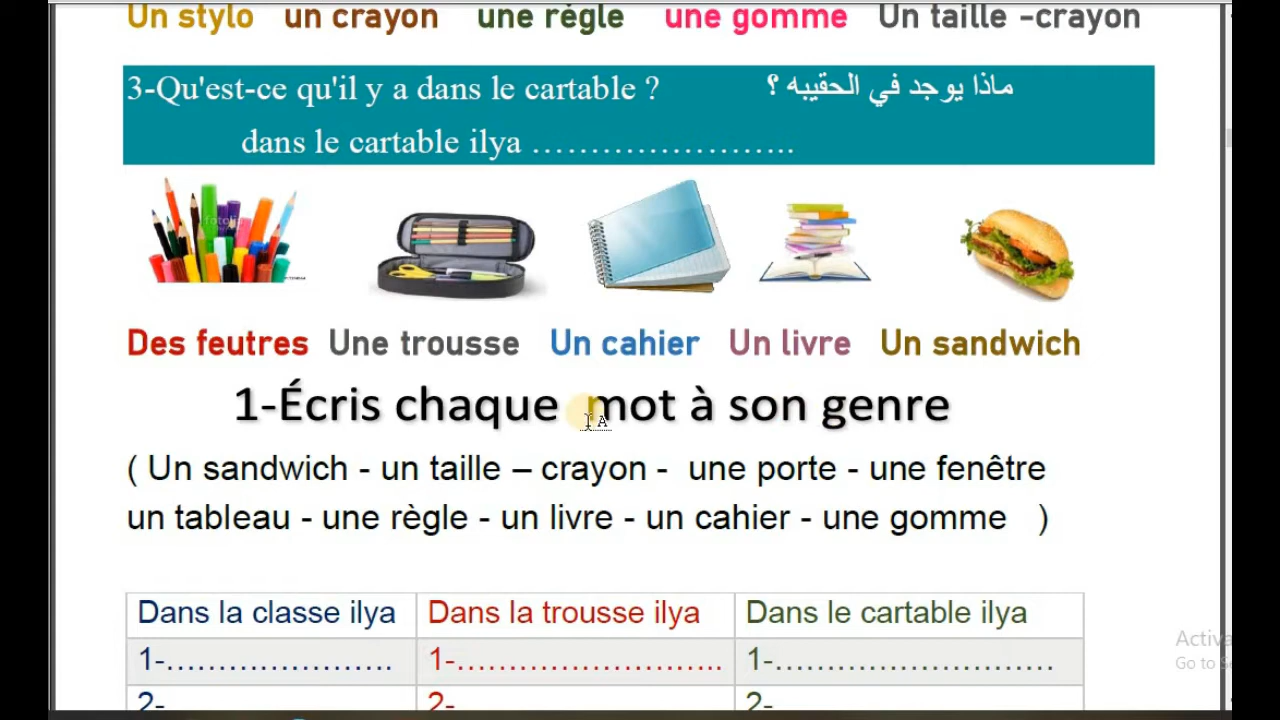 Un stylo un crayon une règle une gomme Un taille -crayon
3-Qu'est-ce qu'il y a dans le cartable ? ماذا يوجد في الحقيبه ؟
dans le cartable ilya ……………………..
Des feutres Une trousse Un cahier Un livre Un sandwich
1-Écris chaque mot à son genre
( Un sandwich - un taille – crayon - une porte - une fenêtre
un tableau - une règle - un livre - un cahier - une gomme )
Dans la classe ilya Dans la trousse ilya Dans le cartable ilya
1-…………………. 1-…………………….. 1-………………………
2- 2- 2-
Activa
Go to Se